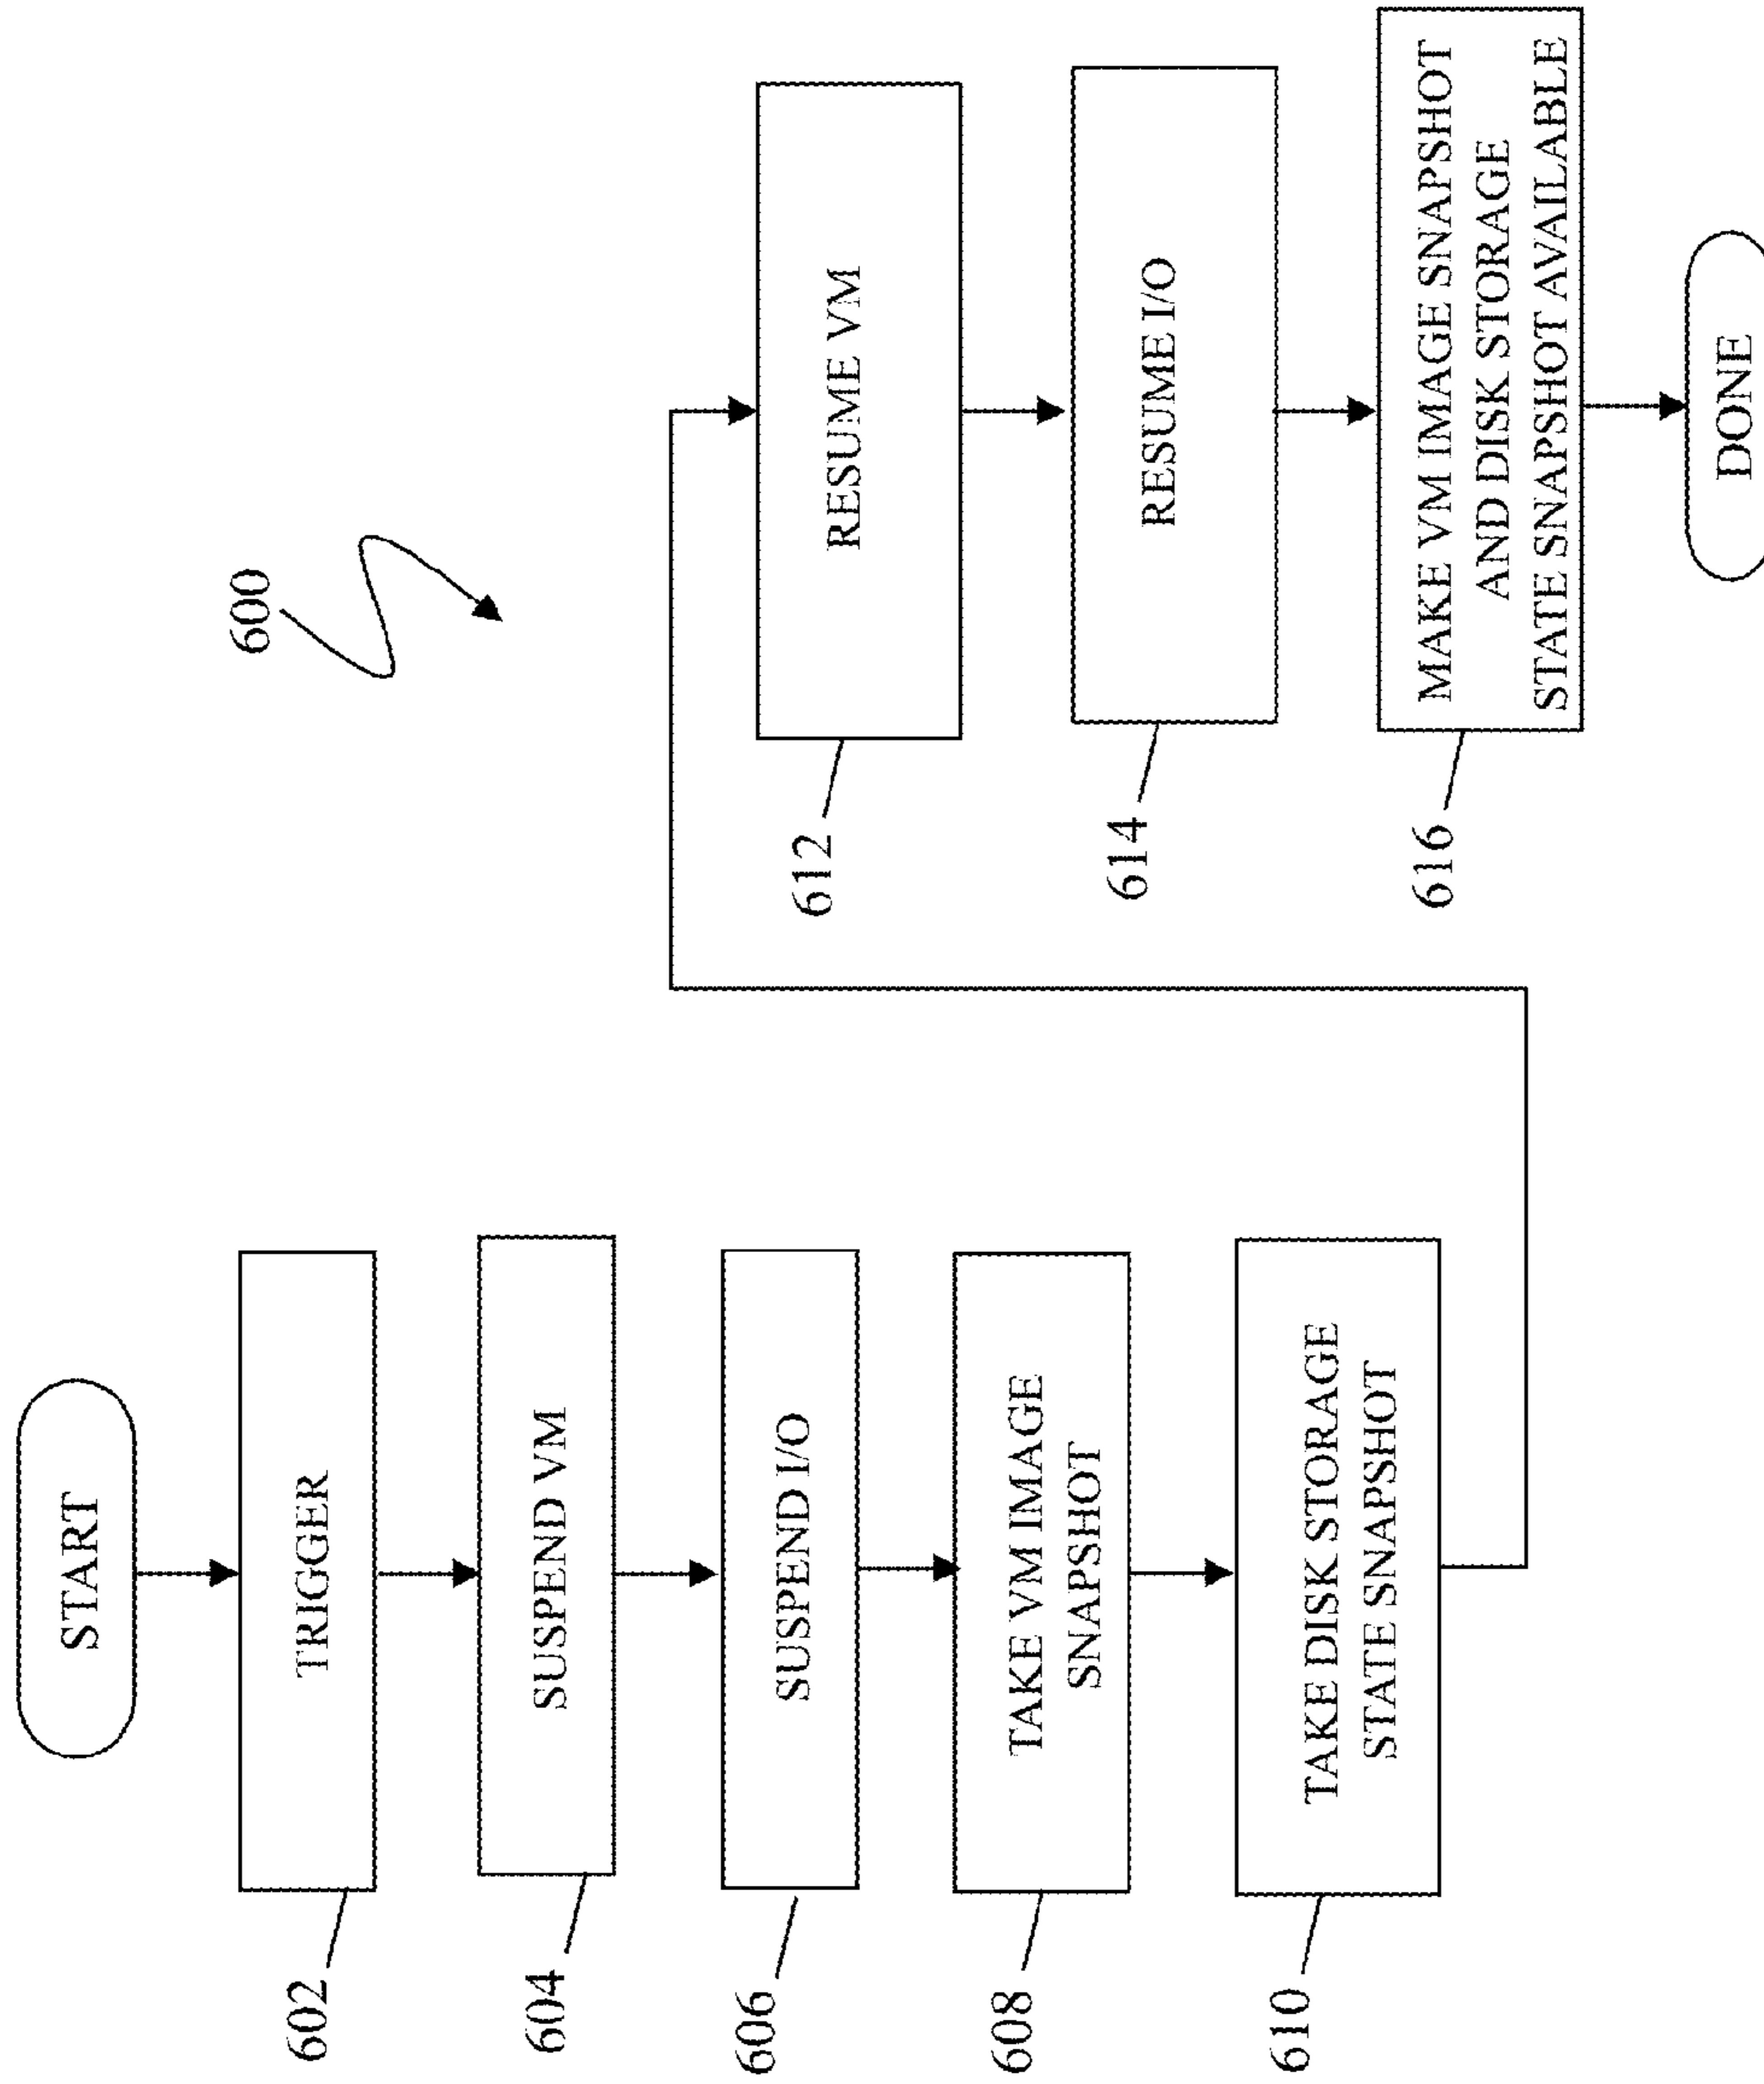 600
START
602
TRIGGER
604
SUSPEND VM
606
SUSPEND I/O
608
TAKE VM IMAGE
SNAPSHOT
610
TAKE DISK STORAGE
STATE SNAPSHOT
612
RESUME VM
614
RESUME I/O
616
MAKE VM IMAGE SNAPSHOT
AND DISK STORAGE
STATE SNAPSHOT AVAILABLE
DONE